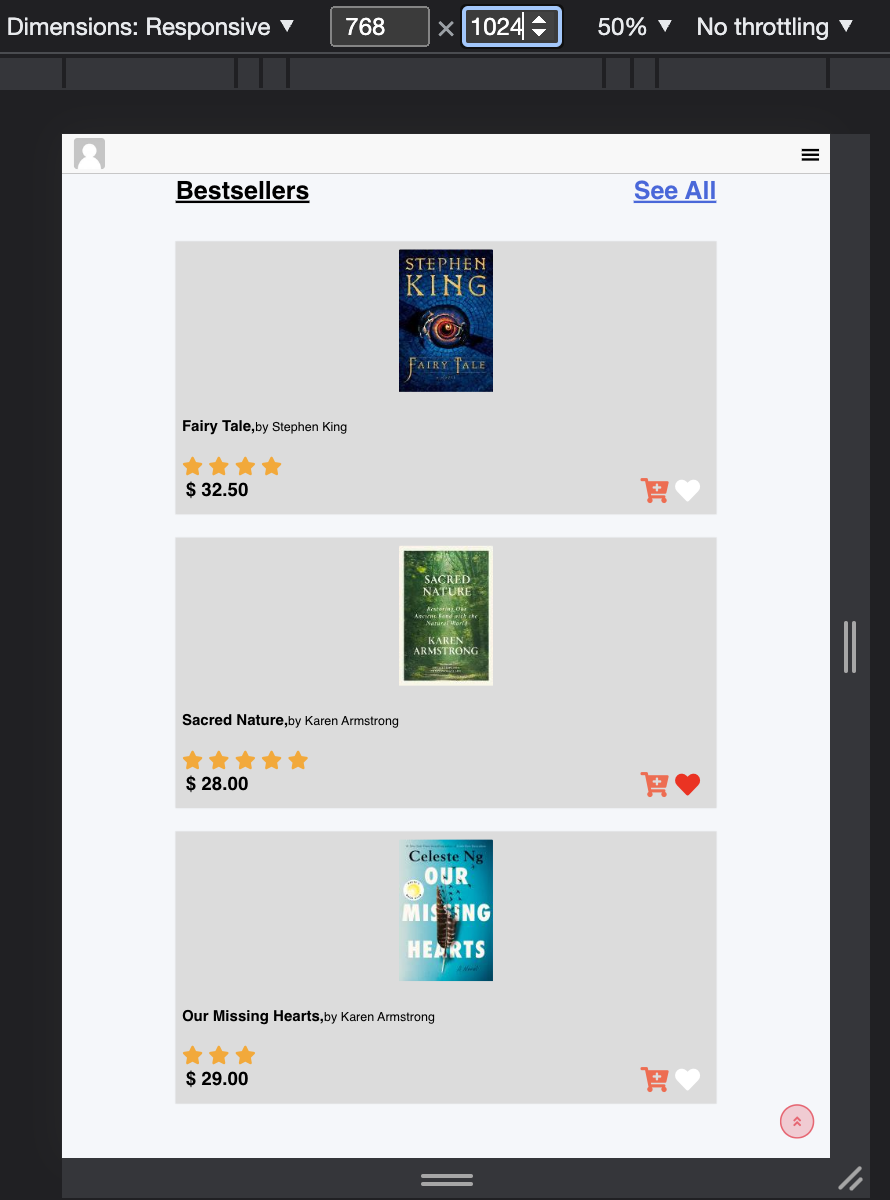 Dimensions: Responsive ▼ 768 × 1024 50% ▼ No throttling ▼
Bestsellers See All
STEPHEN
KING
FAIRY TALE
Fairy Tale,by Stephen King
$ 32.50
SACRED
NATURE
Restoring Our
Ancient Bond with the
Natural World
KAREN
ARMSTRONG
Sacred Nature,by Karen Armstrong
$ 28.00
Celeste Ng
OUR
MISSING
HEARTS
Our Missing Hearts,by Karen Armstrong
$ 29.00